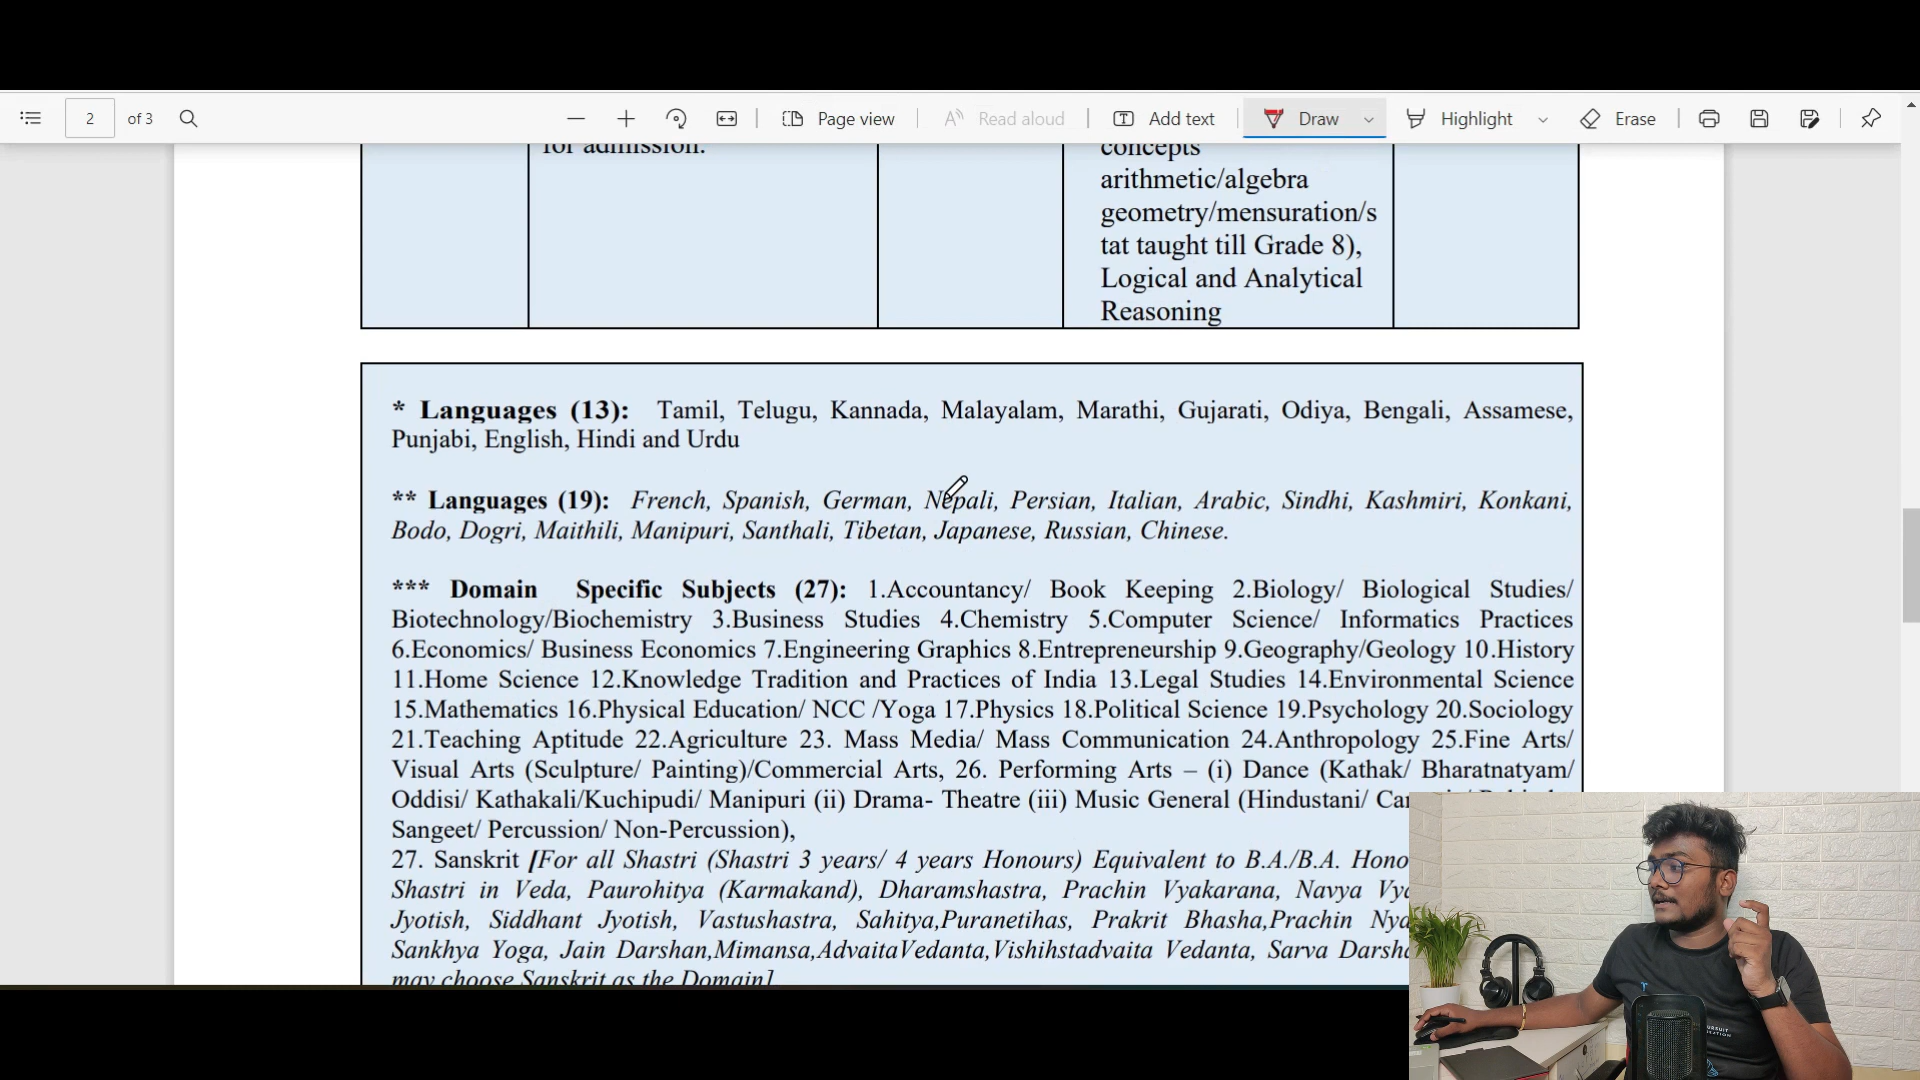 2
of 3
Page view
Read aloud
Add text
Draw
Highlight
Erase
for admission.
concepts
arithmetic/algebra
geometry/mensuration/s
tat taught till Grade 8),
Logical and Analytical
Reasoning
* Languages (13): Tamil, Telugu, Kannada, Malayalam, Marathi, Gujarati, Odiya, Bengali, Assamese,
Punjabi, English, Hindi and Urdu
** Languages (19): French, Spanish, German, Nepali, Persian, Italian, Arabic, Sindhi, Kashmiri, Konkani,
Bodo, Dogri, Maithili, Manipuri, Santhali, Tibetan, Japanese, Russian, Chinese.
*** Domain Specific Subjects (27): 1.Accountancy/ Book Keeping 2.Biology/ Biological Studies/
Biotechnology/Biochemistry 3.Business Studies 4.Chemistry 5.Computer Science/ Informatics Practices
6.Economics/ Business Economics 7.Engineering Graphics 8.Entrepreneurship 9.Geography/Geology 10.History
11.Home Science 12.Knowledge Tradition and Practices of India 13.Legal Studies 14.Environmental Science
15.Mathematics 16.Physical Education/ NCC /Yoga 17.Physics 18.Political Science 19.Psychology 20.Sociology
21.Teaching Aptitude 22.Agriculture 23. Mass Media/ Mass Communication 24.Anthropology 25.Fine Arts/
Visual Arts (Sculpture/ Painting)/Commercial Arts, 26. Performing Arts – (i) Dance (Kathak/ Bharatnatyam/
Oddisi/ Kathakali/Kuchipudi/ Manipuri (ii) Drama- Theatre (iii) Music General (Hindustani/
Sangeet/ Percussion/ Non-Percussion),
27. Sanskrit [For all Shastri (Shastri 3 years/ 4 years Honours) Equivalent to B.A./B.A. Hono
Shastri in Veda, Paurohitya (Karmakand), Dharamshastra, Prachin Vyakarana, Navya Vy
Jyotish, Siddhant Jyotish, Vastushastra, Sahitya,Puranetihas, Prakrit Bhasha,Prachin Ny
Sankhya Yoga, Jain Darshan,Mimansa,AdvaitaVedanta,Vishihstadvaita Vedanta, Sarva Darsh
may choose Sanskrit as the Domain]